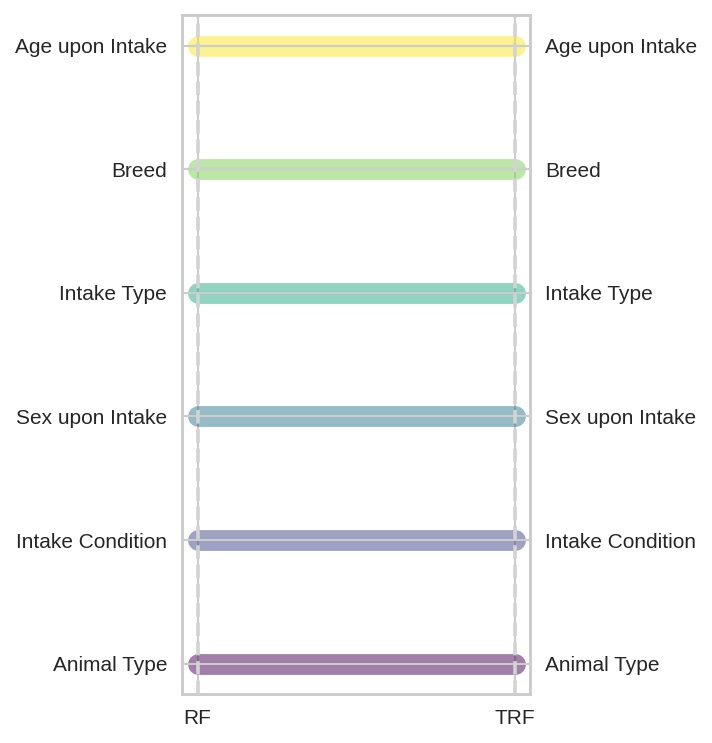 Age upon Intake Age upon Intake
Breed Breed
Intake Type Intake Type
Sex upon Intake Sex upon Intake
Intake Condition Intake Condition
Animal Type Animal Type
RF TRF